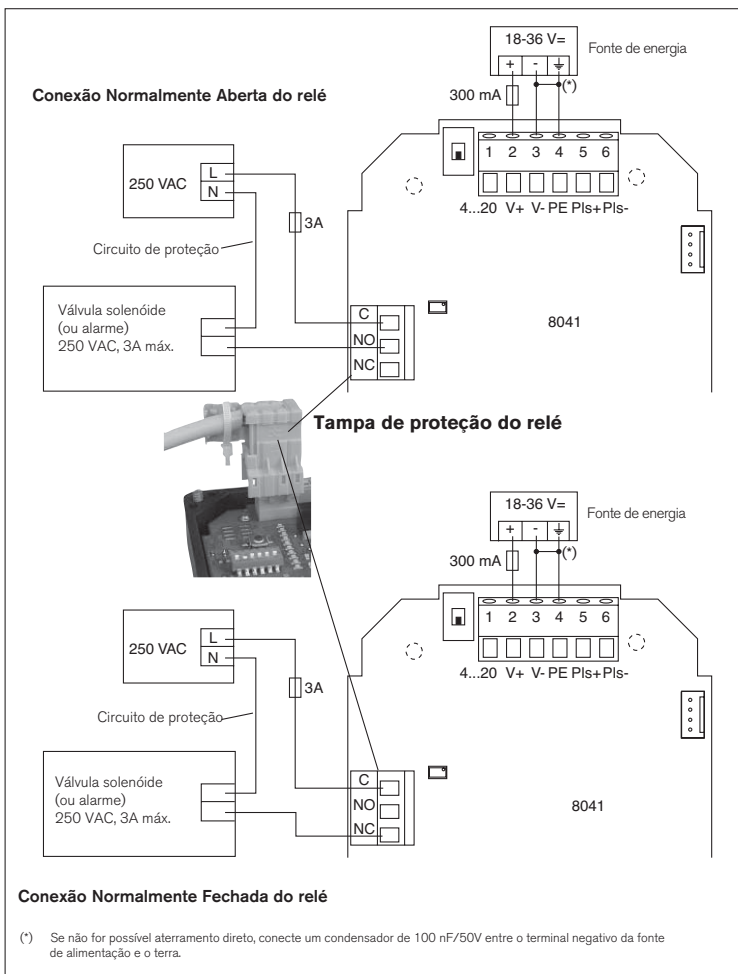 18-36 V=
Fonte de energia
+ -
(*)
300 mA
Conexão Normalmente Aberta do relé
1 2 3 4 5 6
4...20 V+ V- PE Pls+ Pls-
250 VAC
L
N
3A
Circuito de proteção
Válvula solenóide
(ou alarme)
250 VAC, 3A máx.
C
NO
NC
8041
Tampa de proteção do relé
18-36 V=
Fonte de energia
+ -
(*)
300 mA
1 2 3 4 5 6
4...20 V+ V- PE Pls+ Pls-
250 VAC
L
N
3A
Circuito de proteção
Válvula solenóide
(ou alarme)
250 VAC, 3A máx.
C
NO
NC
8041
Conexão Normalmente Fechada do relé
(*) Se não for possível aterramento direto, conecte um condensador de 100 nF/50V entre o terminal negativo da fonte
de alimentação e o terra.